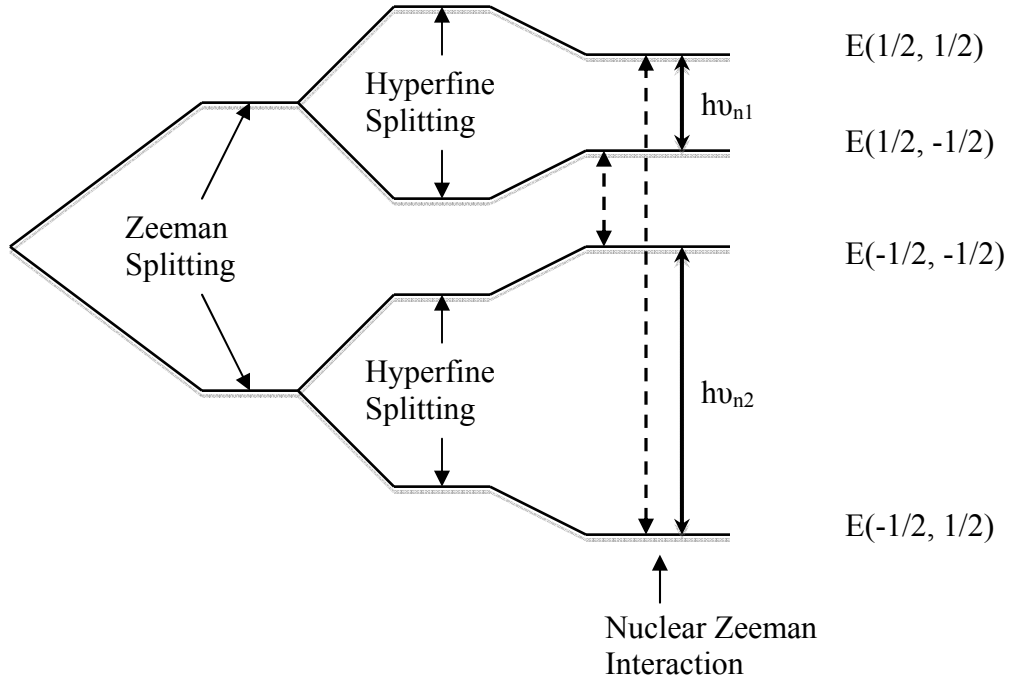 E(1/2, 1/2)
Hyperfine
Splitting
hυn1
E(1/2, -1/2)
Zeeman
Splitting
E(-1/2, -1/2)
Hyperfine
Splitting
hυn2
E(-1/2, 1/2)
Nuclear Zeeman
Interaction